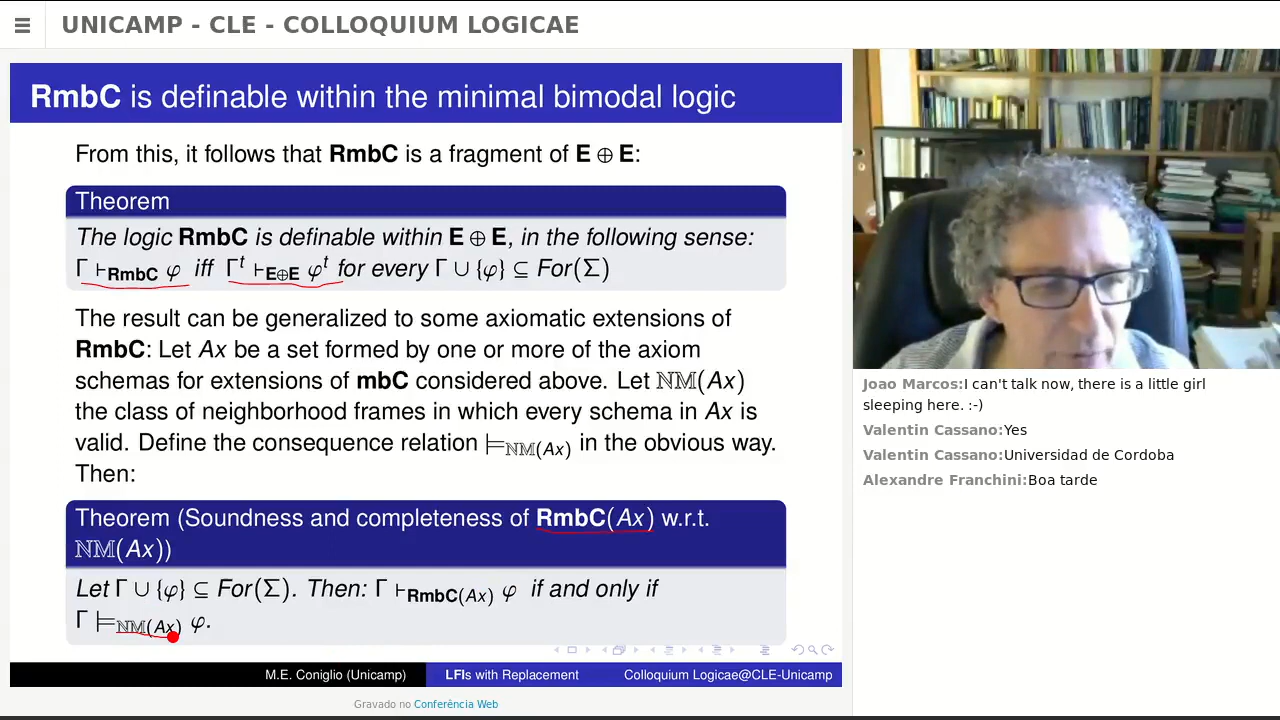 UNICAMP - CLE - COLLOQUIUM LOGICAE
RmbC is definable within the minimal bimodal logic
From this, it follows that RmbC is a fragment of E ⊕ E:
Theorem
The logic RmbC is definable within E ⊕ E, in the following sense:
Γ ⊢RmbC φ iff Γᵗ ⊢E⊕E φᵗ for every Γ ∪ {φ} ⊆ For(Σ)
The result can be generalized to some axiomatic extensions of
RmbC: Let Ax be a set formed by one or more of the axiom
schemas for extensions of mbC considered above. Let ℕ𝕄(Ax)
the class of neighborhood frames in which every schema in Ax is
valid. Define the consequence relation ⊨ℕ𝕄(Ax) in the obvious way.
Then:
Theorem (Soundness and completeness of RmbC(Ax) w.r.t.
ℕ𝕄(Ax))
Let Γ ∪ {φ} ⊆ For(Σ). Then: Γ ⊢RmbC(Ax) φ if and only if
Γ ⊨ℕ𝕄(Ax) φ.
M.E. Coniglio (Unicamp) LFIs with Replacement Colloquium Logicae@CLE-Unicamp
Gravado no Conferência Web
Joao Marcos:I can't talk now, there is a little girl
sleeping here. :-)
Valentin Cassano:Yes
Valentin Cassano:Universidad de Cordoba
Alexandre Franchini:Boa tarde